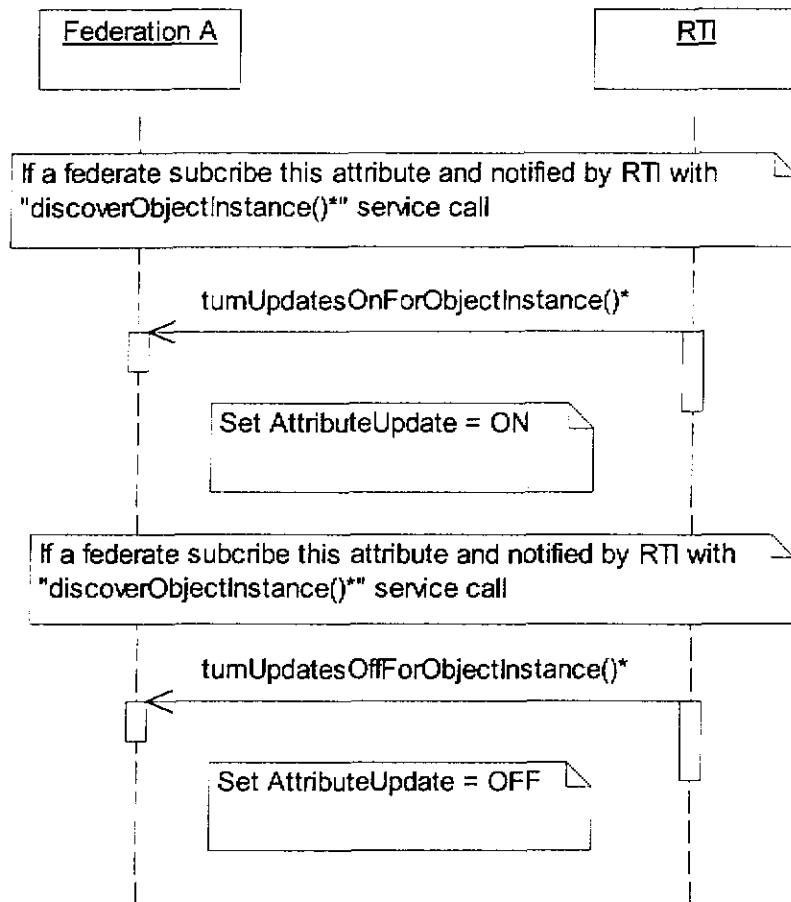 Federation A
RTI
If a federate subcribe this attribute and notified by RTI with
"discoverObjectInstance()*" service call
turnUpdatesOnForObjectInstance()*
Set AttributeUpdate = ON
If a federate subcribe this attribute and notified by RTI with
"discoverObjectInstance()*" service call
turnUpdatesOffForObjectInstance()*
Set AttributeUpdate = OFF